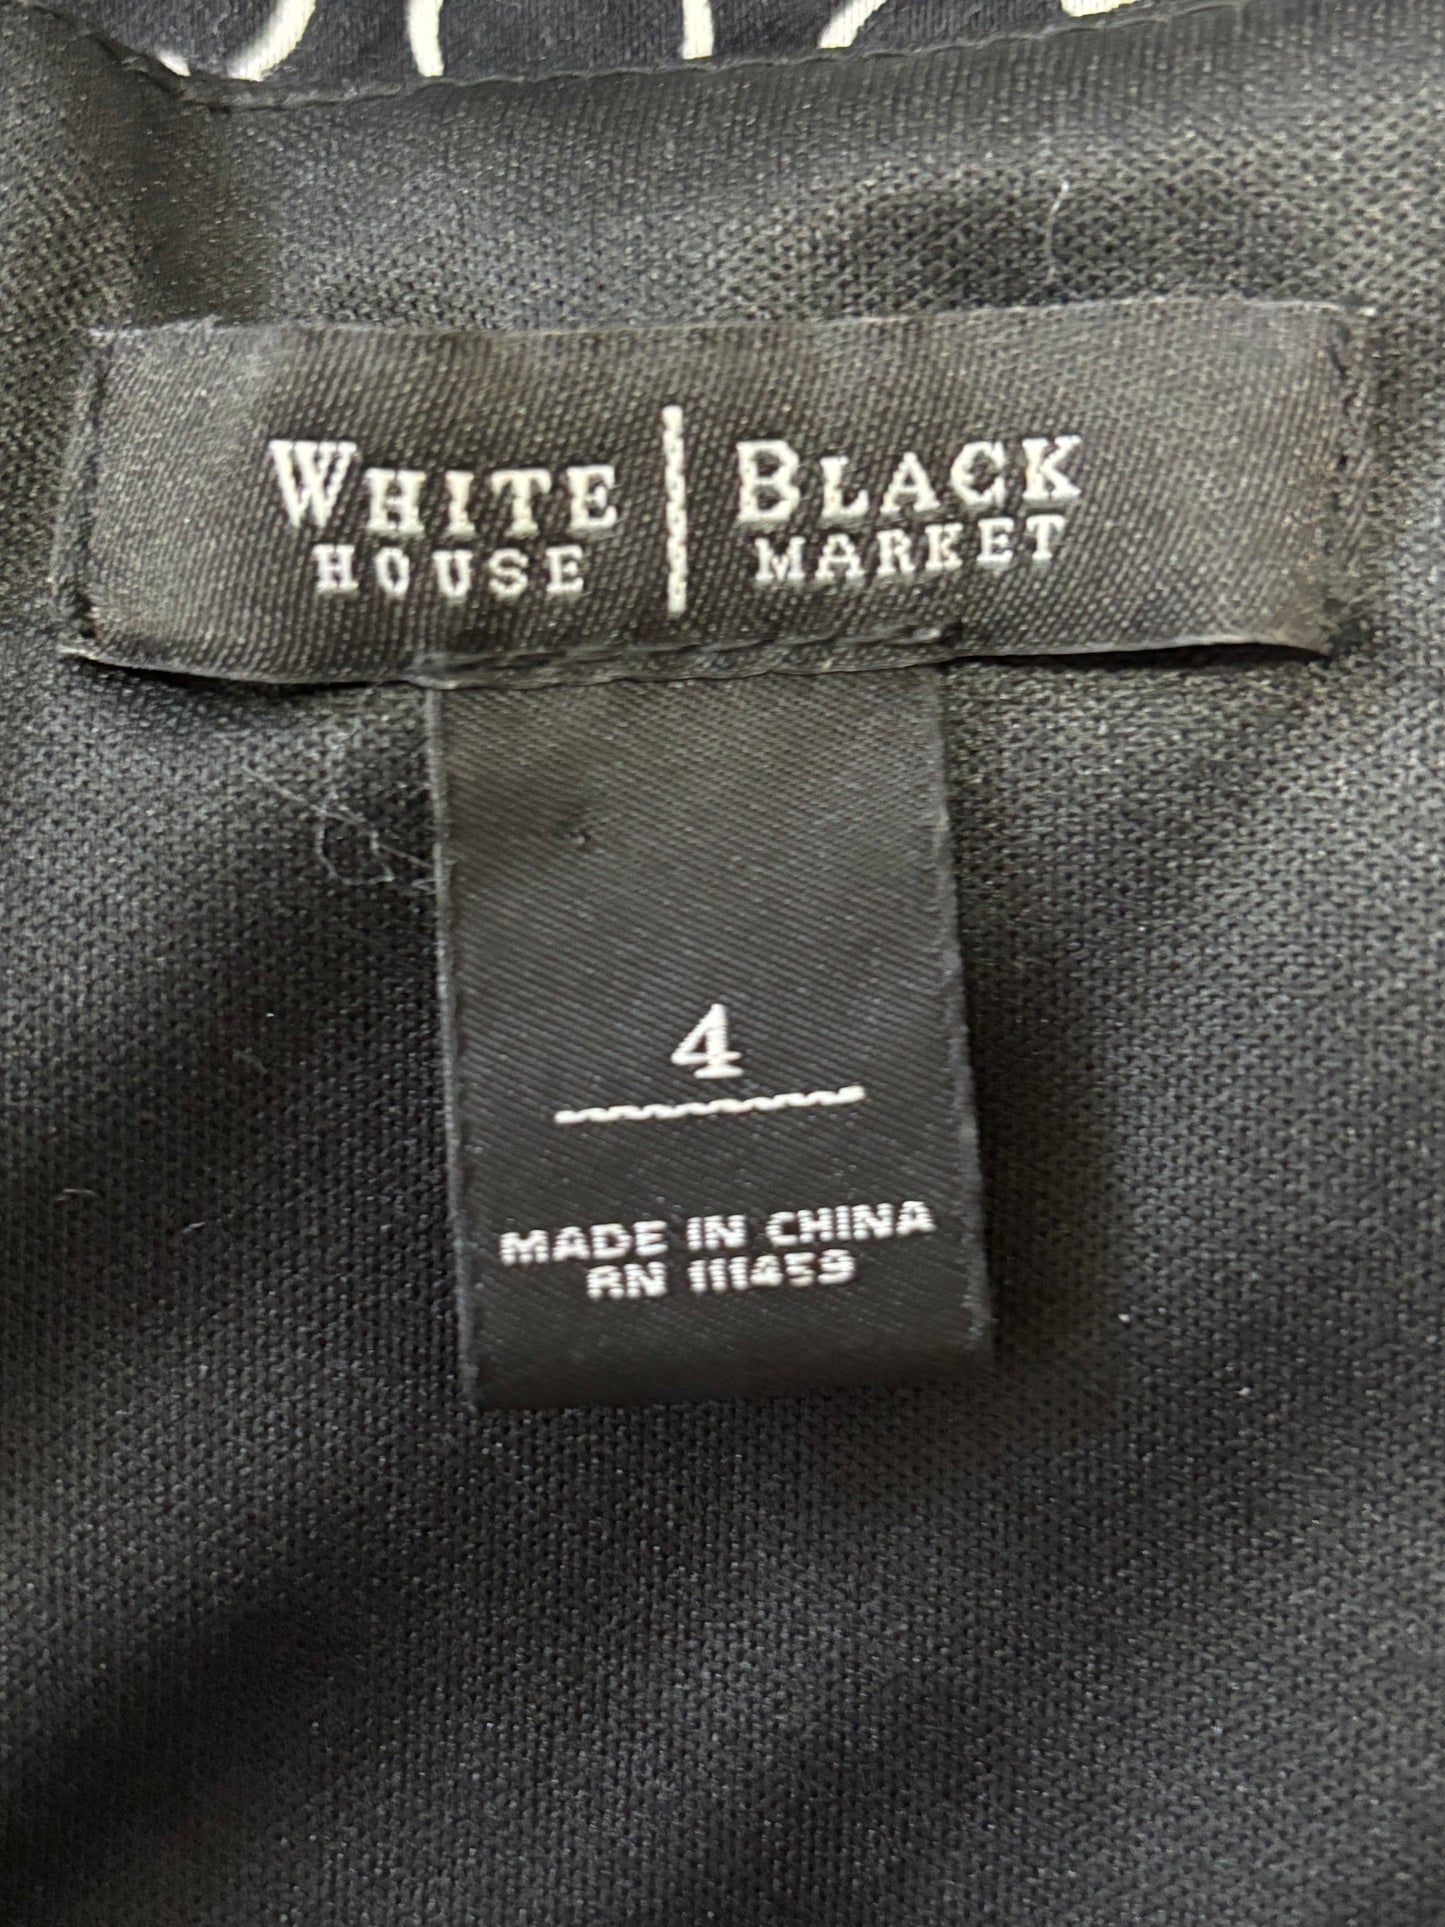 WHITE | BLACK
HOUSE | MARKET
4
MADE IN CHINA
RN 111459